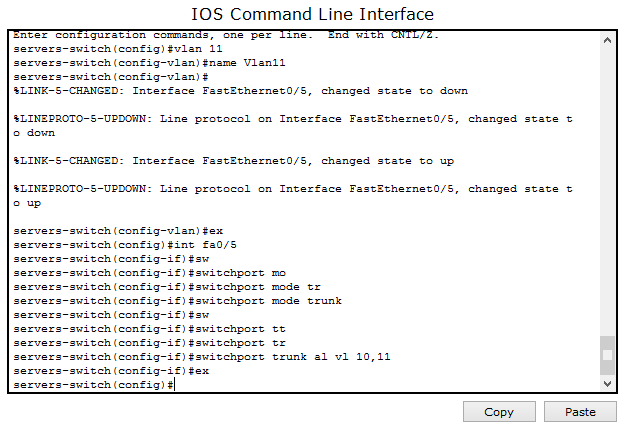 IOS Command Line Interface
Enter configuration commands, one per line.  End with CNTL/Z.
servers-switch(config)#vlan 11
servers-switch(config-vlan)#name Vlan11
servers-switch(config-vlan)#
%LINK-5-CHANGED: Interface FastEthernet0/5, changed state to down
%LINEPROTO-5-UPDOWN: Line protocol on Interface FastEthernet0/5, changed state t
o down
%LINK-5-CHANGED: Interface FastEthernet0/5, changed state to up
%LINEPROTO-5-UPDOWN: Line protocol on Interface FastEthernet0/5, changed state t
o up
servers-switch(config-vlan)#ex
servers-switch(config)#int fa0/5
servers-switch(config-if)#sw
servers-switch(config-if)#switchport mo
servers-switch(config-if)#switchport mode tr
servers-switch(config-if)#switchport mode trunk
servers-switch(config-if)#sw
servers-switch(config-if)#switchport tt
servers-switch(config-if)#switchport tr
servers-switch(config-if)#switchport trunk al vl 10,11
servers-switch(config-if)#ex
servers-switch(config)#
Copy
Paste